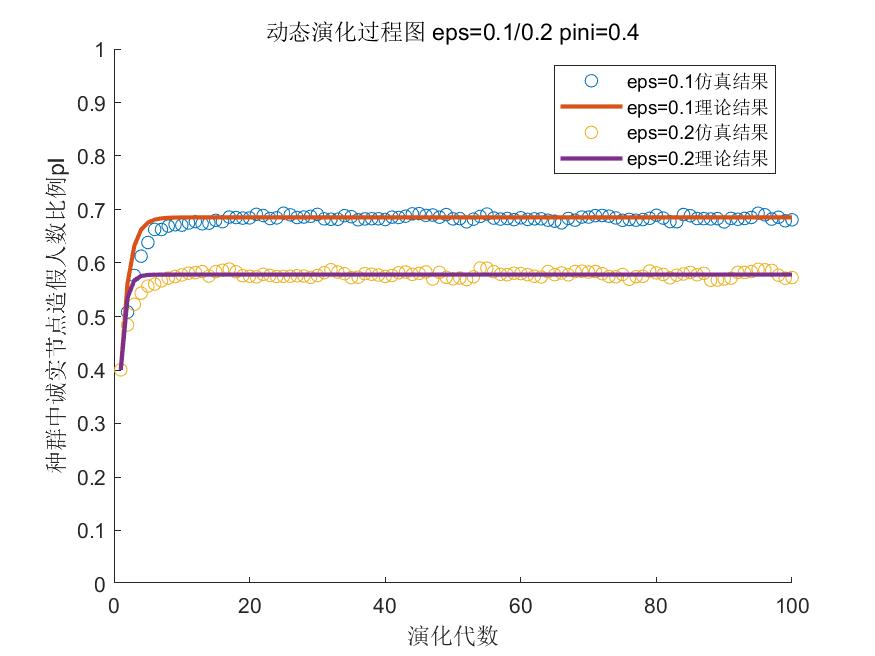 动态演化过程图 eps=0.1/0.2 pini=0.4
eps=0.1仿真结果
eps=0.1理论结果
eps=0.2仿真结果
eps=0.2理论结果
种群中诚实节点造假人数比例pl
1
0.9
0.8
0.7
0.6
0.5
0.4
0.3
0.2
0.1
0
0 20 40 60 80 100
演化代数